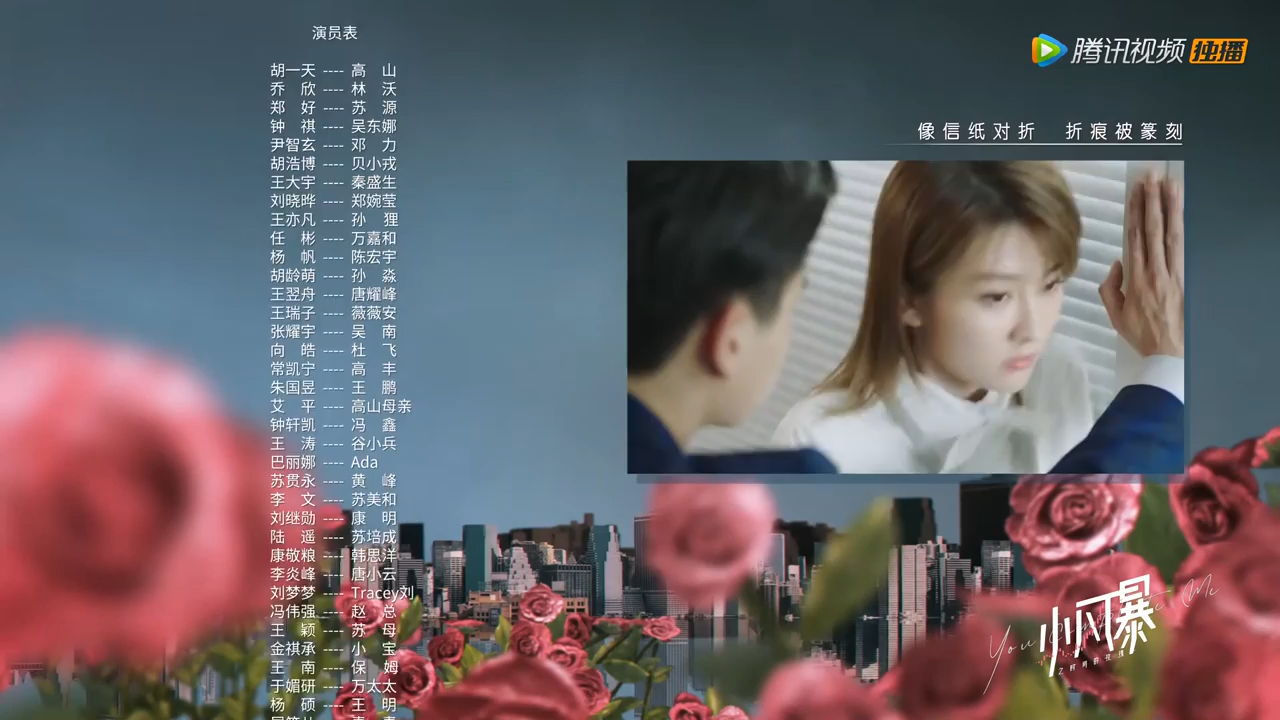 演员表
胡一天 ---- 高　山
乔　欣 ---- 林　沃
郑　好 ---- 苏　源
钟　祺 ---- 吴东娜
尹智玄 ---- 邓　力
胡浩博 ---- 贝小戎
王大宇 ---- 秦盛生
刘晓晔 ---- 郑婉莹
王亦凡 ---- 孙　狸
任　彬 ---- 万嘉和
杨　帆 ---- 陈宏宇
胡龄萌 ---- 孙　淼
王翌舟 ---- 唐耀峰
王瑞子 ---- 薇薇安
张耀宇 ---- 吴　南
向　皓 ---- 杜　飞
常凯宁 ---- 高　丰
朱国昱 ---- 王　鹏
艾　平 ---- 高山母亲
钟轩凯 ---- 冯　鑫
王　涛 ---- 谷小兵
巴丽娜 ---- Ada
苏贯永 ---- 黄　峰
李　文 ---- 苏美和
刘继勋 ---- 康　明
陆　遥 ---- 苏培成
康敬粮 ---- 韩思洋
李炎峰 ---- 唐小云
刘梦梦 ---- Tracey刘
冯伟强 ---- 赵　总
王　颖 ---- 苏　母
金祺承 ---- 小　宝
王　南 ---- 保　姆
于媚研 ---- 万太太
杨　硕 ---- 王　明
腾讯视频 独播
像信纸对折　折痕被篆刻
小风暴
之时间的玫瑰